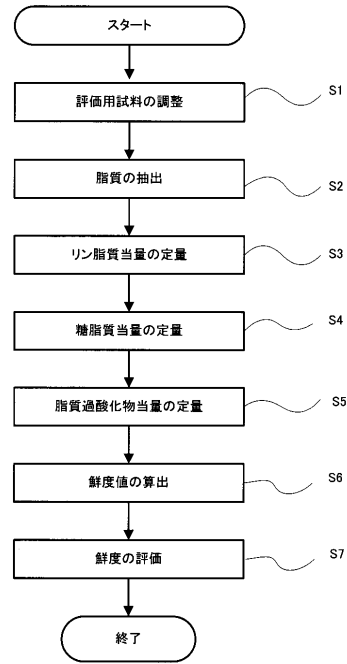 スタート
評価用試料の調整
S1
脂質の抽出
S2
リン脂質当量の定量
S3
糖脂質当量の定量
S4
脂質過酸化物当量の定量
S5
鮮度値の算出
S6
鮮度の評価
S7
終了